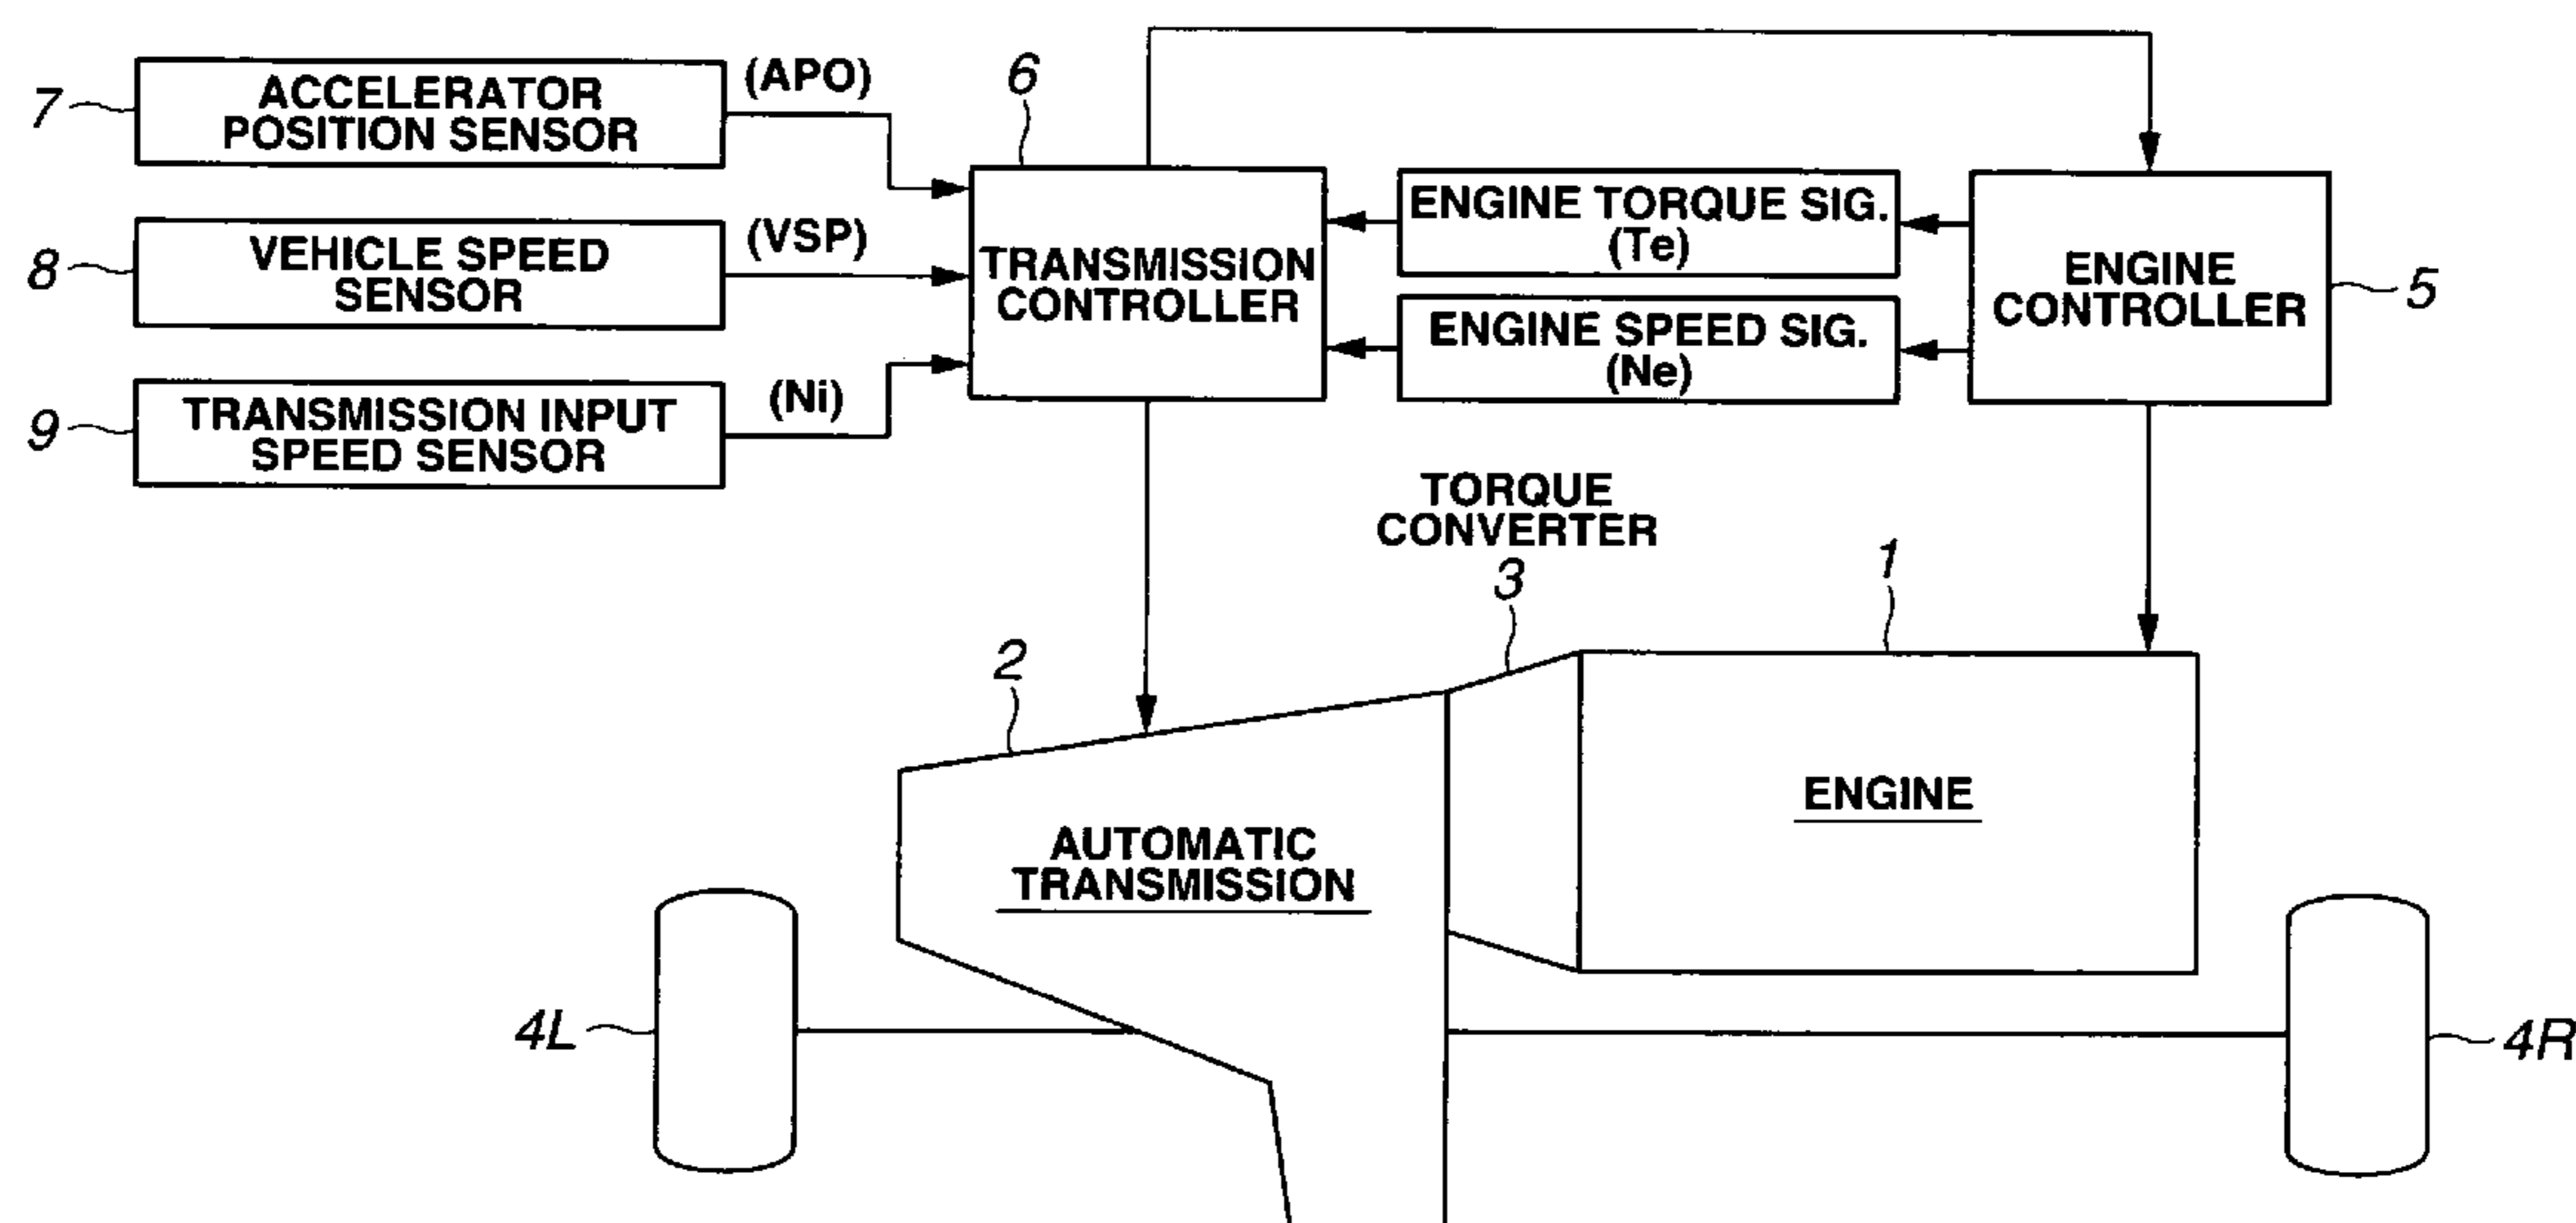 7
ACCELERATOR
POSITION SENSOR
(APO)
6
8
VEHICLE SPEED
SENSOR
(VSP)
9
TRANSMISSION INPUT
SPEED SENSOR
(Ni)
TRANSMISSION
CONTROLLER
ENGINE TORQUE SIG.
(Te)
ENGINE SPEED SIG.
(Ne)
ENGINE
CONTROLLER
5
TORQUE
CONVERTER
3
1
2
AUTOMATIC
TRANSMISSION
ENGINE
4L
4R